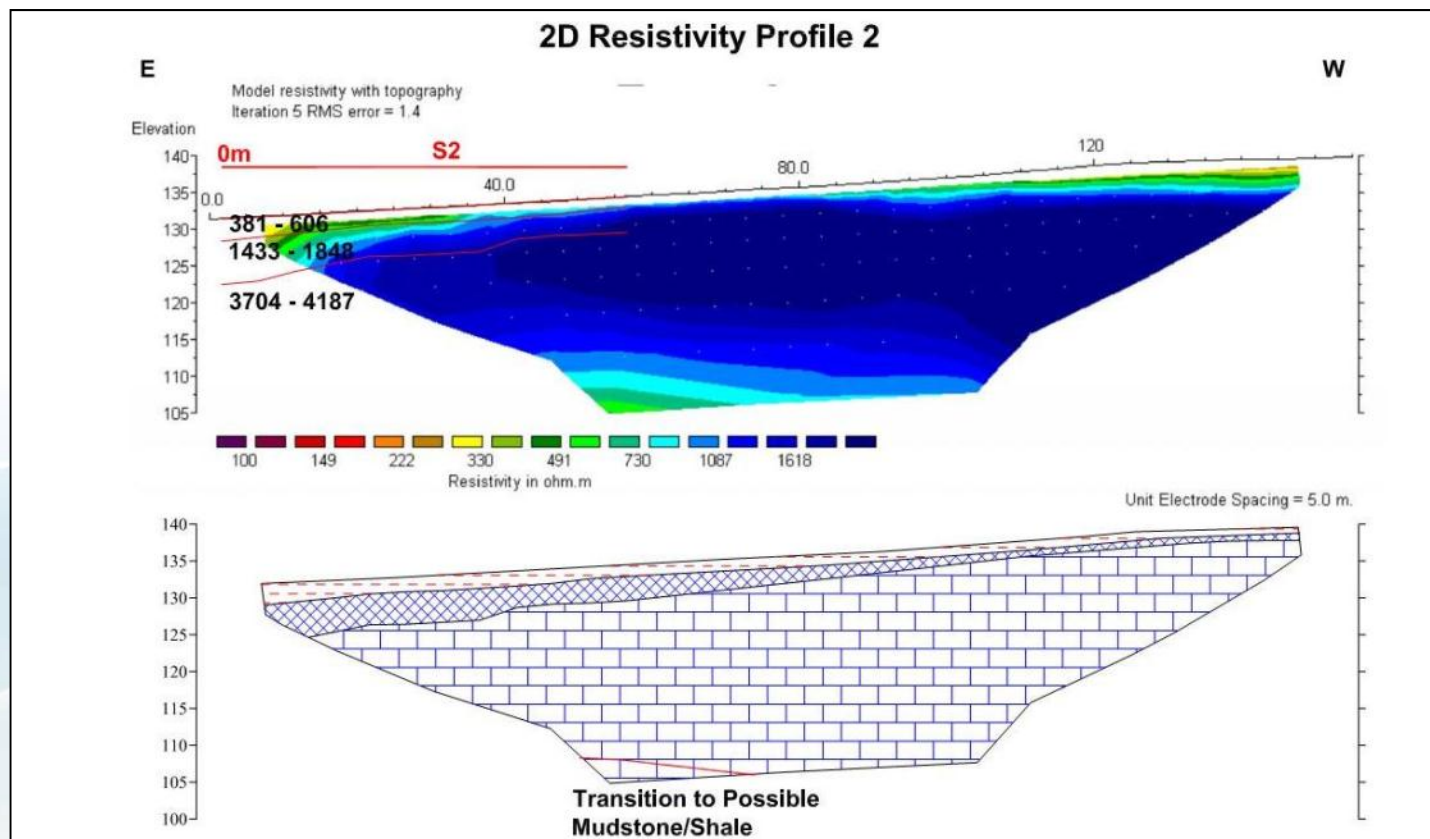 2D Resistivity Profile 2
E W
Model resistivity with topography
Iteration 5 RMS error = 1.4
Elevation
140
0m S2
120
80.0
135
40.0
0.0
130
381 - 606
1433 - 1848
125
120
3704 - 4187
115
110
105
100 149 222 330 491 730 1087 1618
Resistivity in ohm.m
Unit Electrode Spacing = 5.0 m.
140
135
130
125
120
115
110
105
100
Transition to Possible
Mudstone/Shale